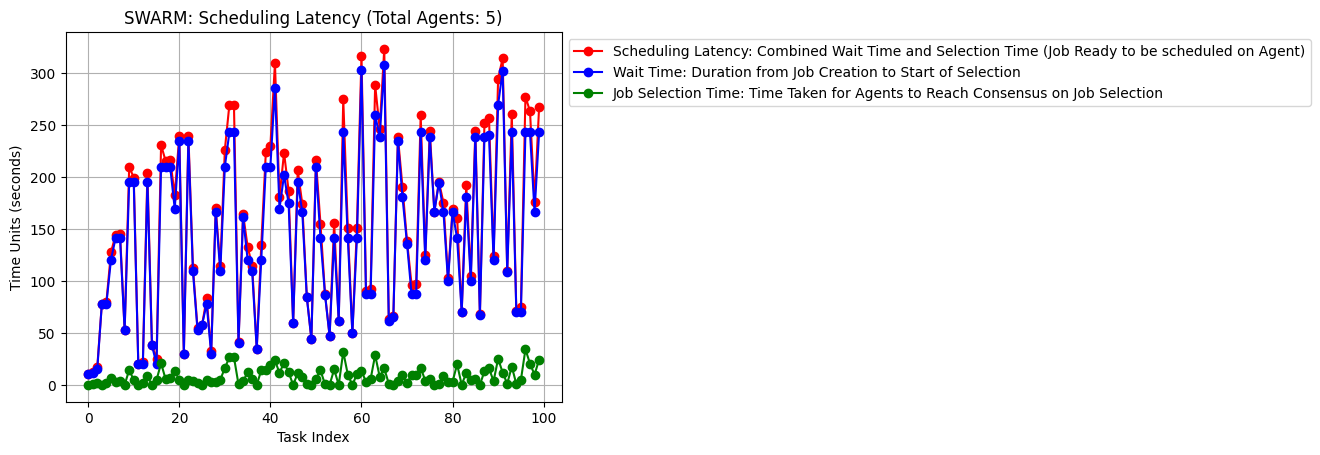 SWARM: Scheduling Latency (Total Agents: 5)
Scheduling Latency: Combined Wait Time and Selection Time (Job Ready to be scheduled on Agent)
Wait Time: Duration from Job Creation to Start of Selection
Job Selection Time: Time Taken for Agents to Reach Consensus on Job Selection
Time Units (seconds)
300
250
200
150
100
50
0
0 20 40 60 80 100
Task Index